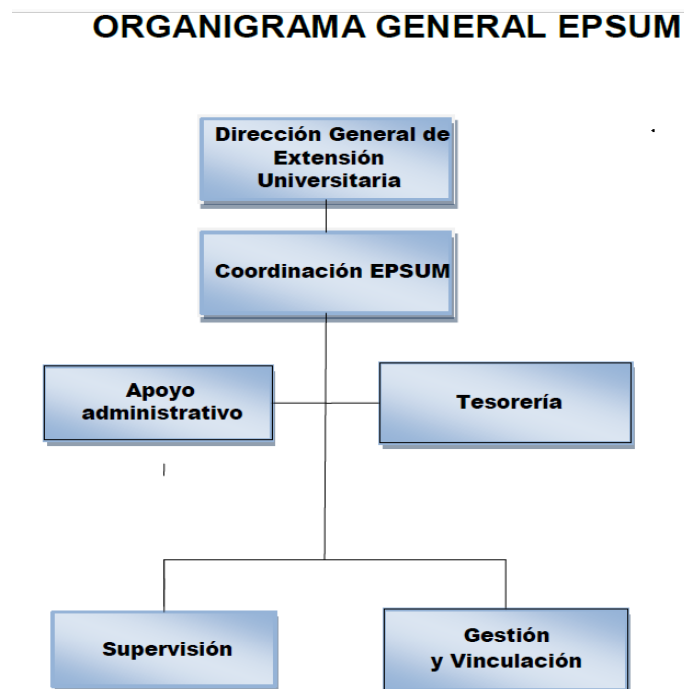 ORGANIGRAMA GENERAL EPSUM
Dirección General de
Extensión
Universitaria
Coordinación EPSUM
Apoyo
administrativo
Tesorería
Supervisión
Gestión
y Vinculación